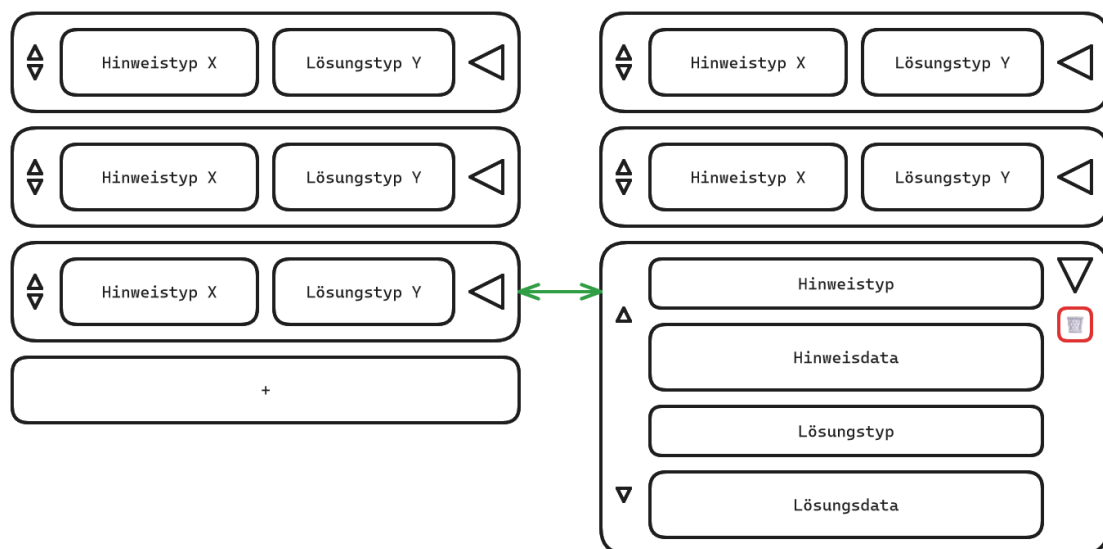 Hinweistyp X
Lösungstyp Y
Hinweistyp X
Lösungstyp Y
Hinweistyp X
Lösungstyp Y
+
Hinweistyp X
Lösungstyp Y
Hinweistyp X
Lösungstyp Y
Hinweistyp
Hinweisdata
Lösungstyp
Lösungsdata